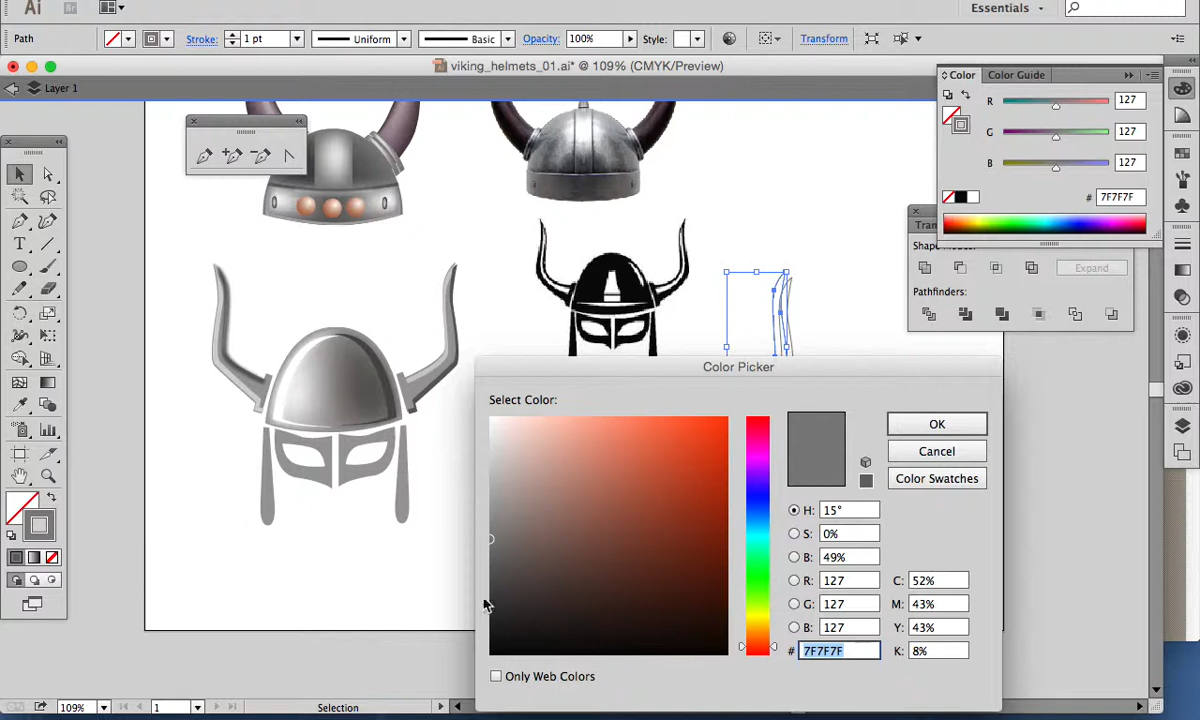 Ai Br Essentials
Path Stroke: 1 pt Uniform Basic Opacity: 100% Style: Transform
viking_helmets_01.ai* @ 109% (CMYK/Preview)
Layer 1
Color Color Guide
R 127
G 127
B 127
# 7F7F7F
Tran
Shape Modes:
Expand
Pathfinders:
Color Picker
Select Color:
OK
Cancel
Color Swatches
H: 15°
S: 0%
B: 49%
R: 127 C: 52%
G: 127 M: 43%
B: 127 Y: 43%
# 7F7F7F K: 8%
Only Web Colors
T
109% 1 Selection